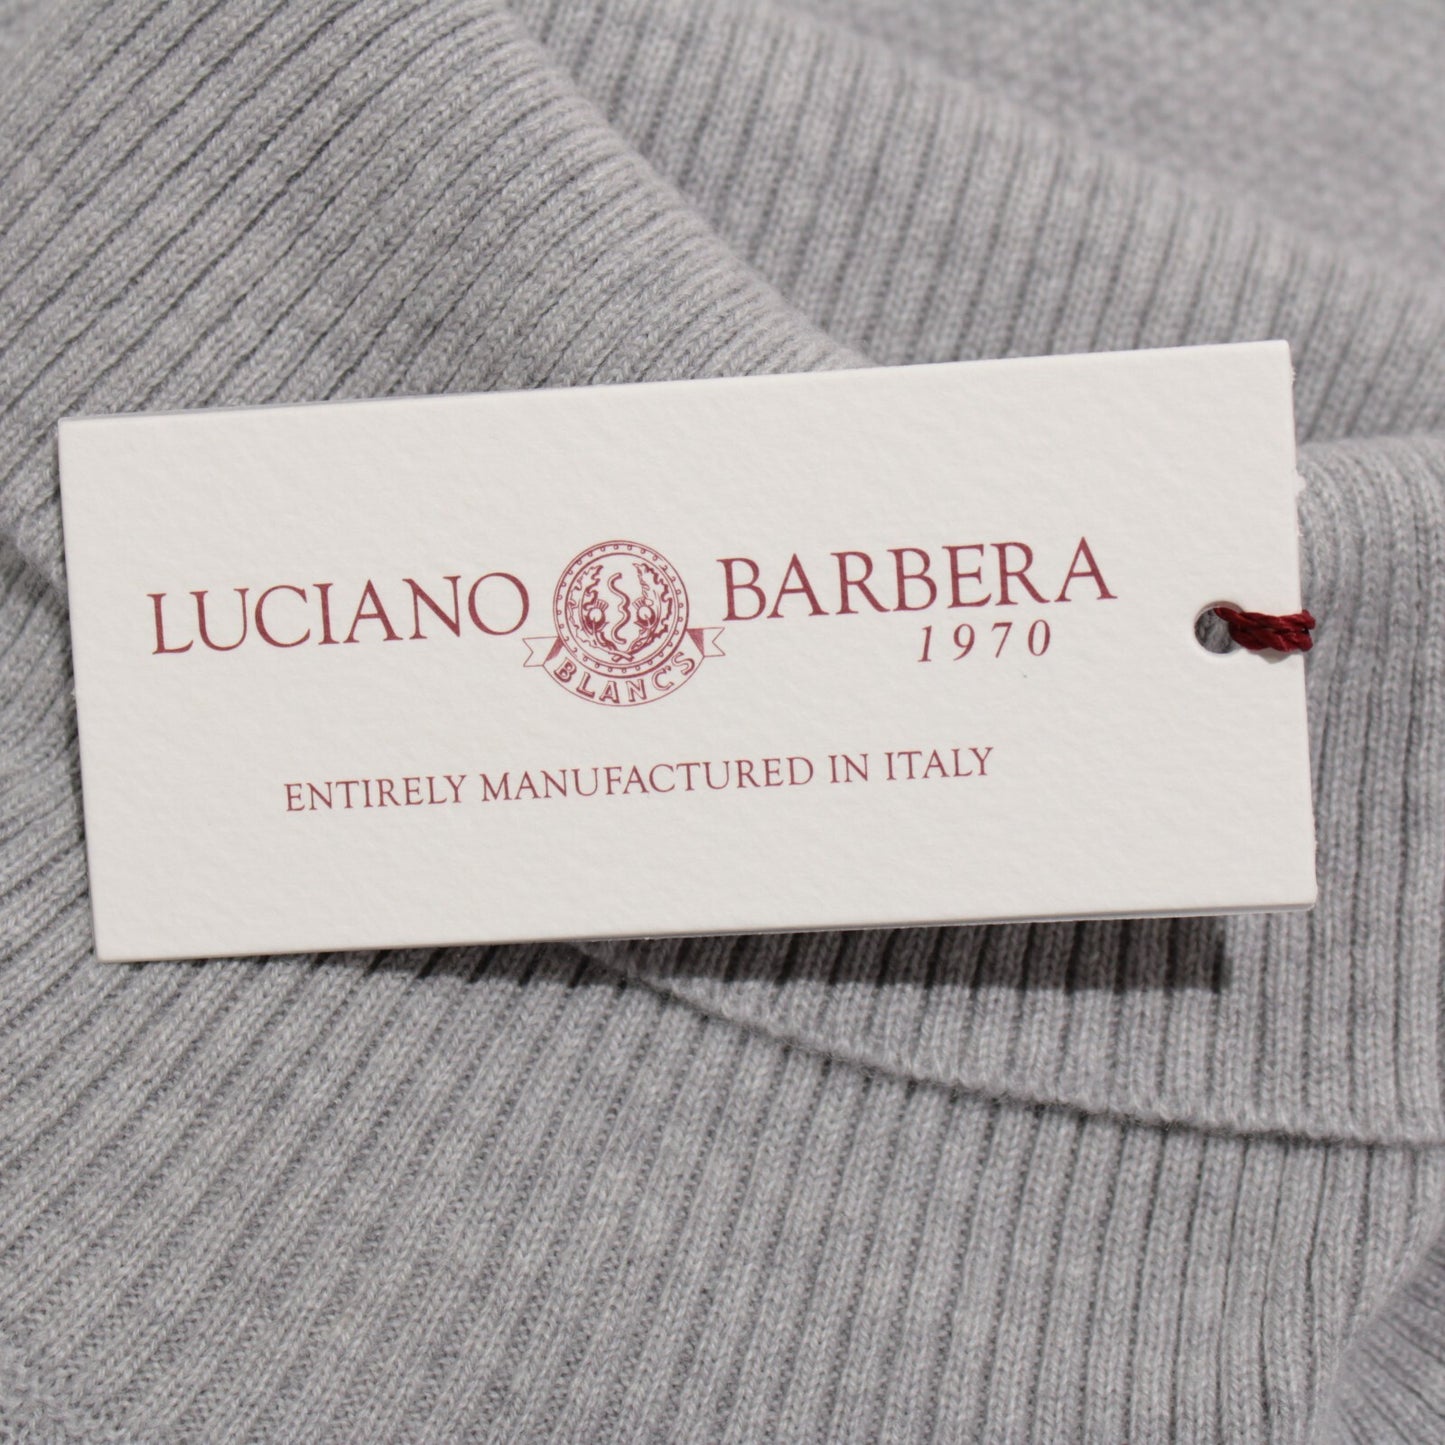 LUCIANO BARBERA
1970
BLANC'S
ENTIRELY MANUFACTURED IN ITALY